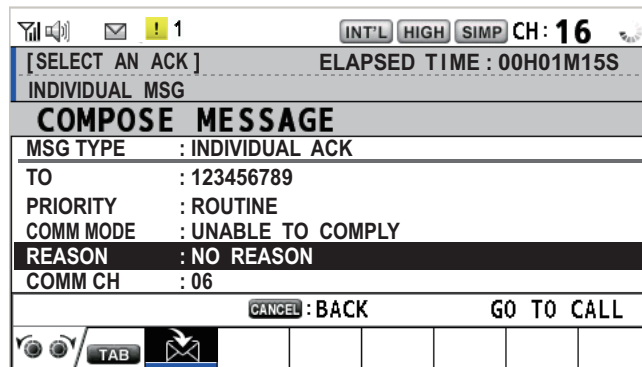 ! 1 INT'L HIGH SIMP CH: 16
[SELECT AN ACK] ELAPSED TIME : 00H01M15S
INDIVIDUAL MSG
COMPOSE MESSAGE
MSG TYPE : INDIVIDUAL ACK
TO : 123456789
PRIORITY : ROUTINE
COMM MODE : UNABLE TO COMPLY
REASON : NO REASON
COMM CH : 06
CANCEL : BACK GO TO CALL
/ TAB